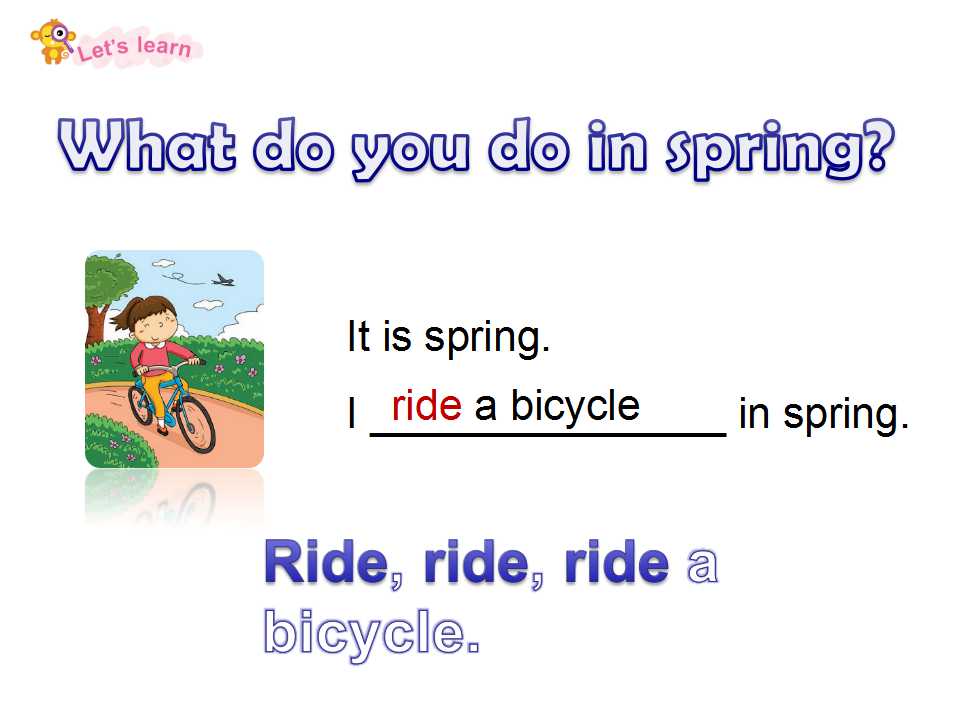 Let's learn
What do you do in spring?
It is spring.
I ride a bicycle in spring.
Ride, ride, ride a
bicycle.